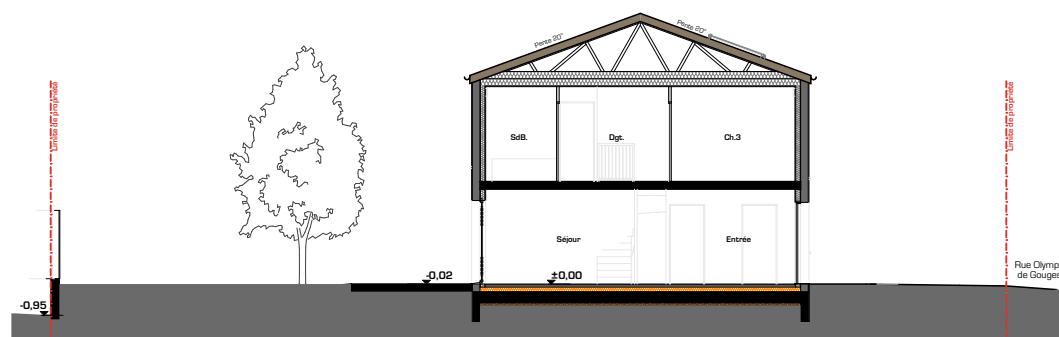 Pente 20°
Pente 20°
Limite de propriété
Limite de propriété
SdB.
Dgt.
Ch.3
Séjour
Entrée
-0,02
±0,00
-0,95
Rue Olymp
de Gouges